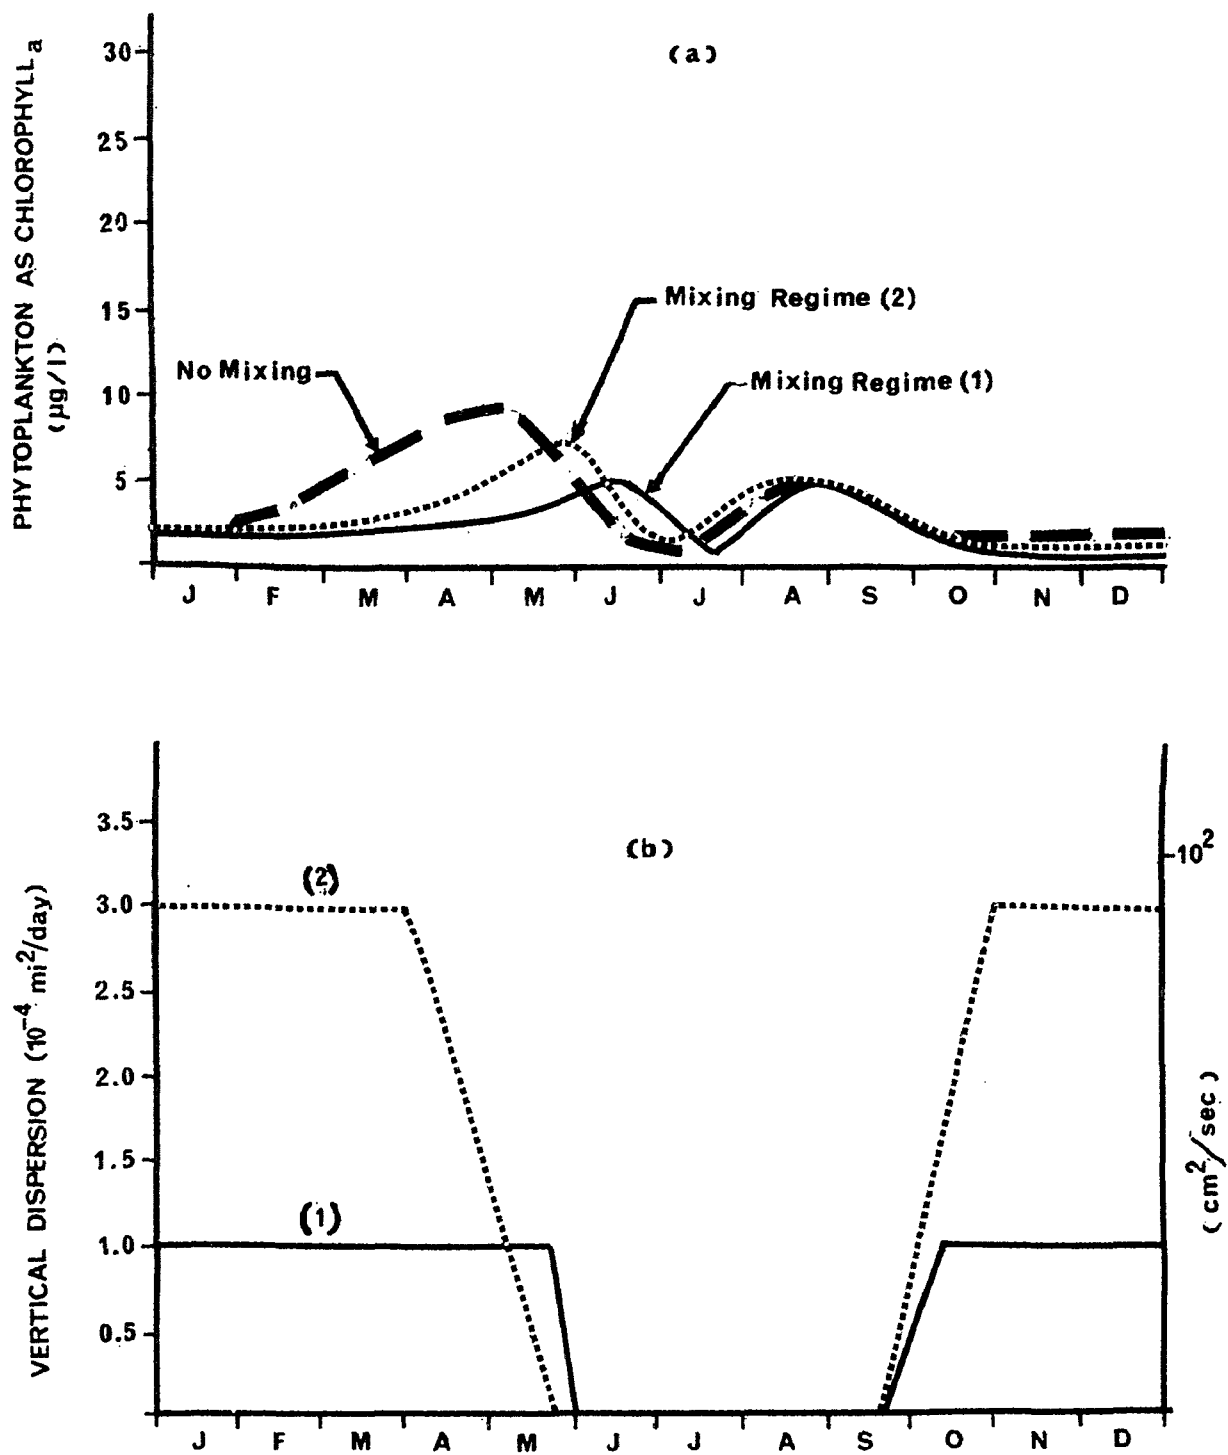 (a)
PHYTOPLANKTON AS CHLOROPHYLL a
(µg/l)
30
25
20
15
10
5
Mixing Regime (2)
No Mixing
Mixing Regime (1)
J F M A M J J A S O N D
(b)
VERTICAL DISPERSION (10⁻⁴ mi²/day)
3.5
3.0
2.5
2.0
1.5
1.0
0.5
(2)
(1)
10²
(cm²/sec)
J F M A M J J A S O N D